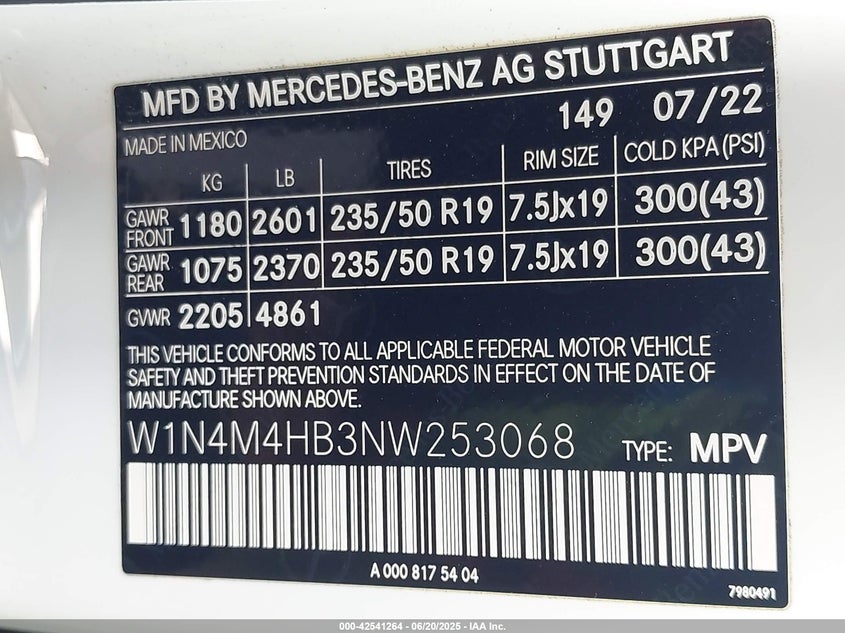 MFD BY MERCEDES-BENZ AG STUTTGART
149 07/22
MADE IN MEXICO
KG LB TIRES RIM SIZE COLD KPA (PSI)
GAWR FRONT 1180 2601 235/50 R19 7.5Jx19 300(43)
GAWR REAR 1075 2370 235/50 R19 7.5Jx19 300(43)
GVWR 2205 4861
THIS VEHICLE CONFORMS TO ALL APPLICABLE FEDERAL MOTOR VEHICLE
SAFETY AND THEFT PREVENTION STANDARDS IN EFFECT ON THE DATE OF
MANUFACTURE SHOWN ABOVE.
W1N4M4HB3NW253068 TYPE: MPV
A 000 817 54 04
7980491
000-42541264 - 06/20/2025 - IAA Inc.